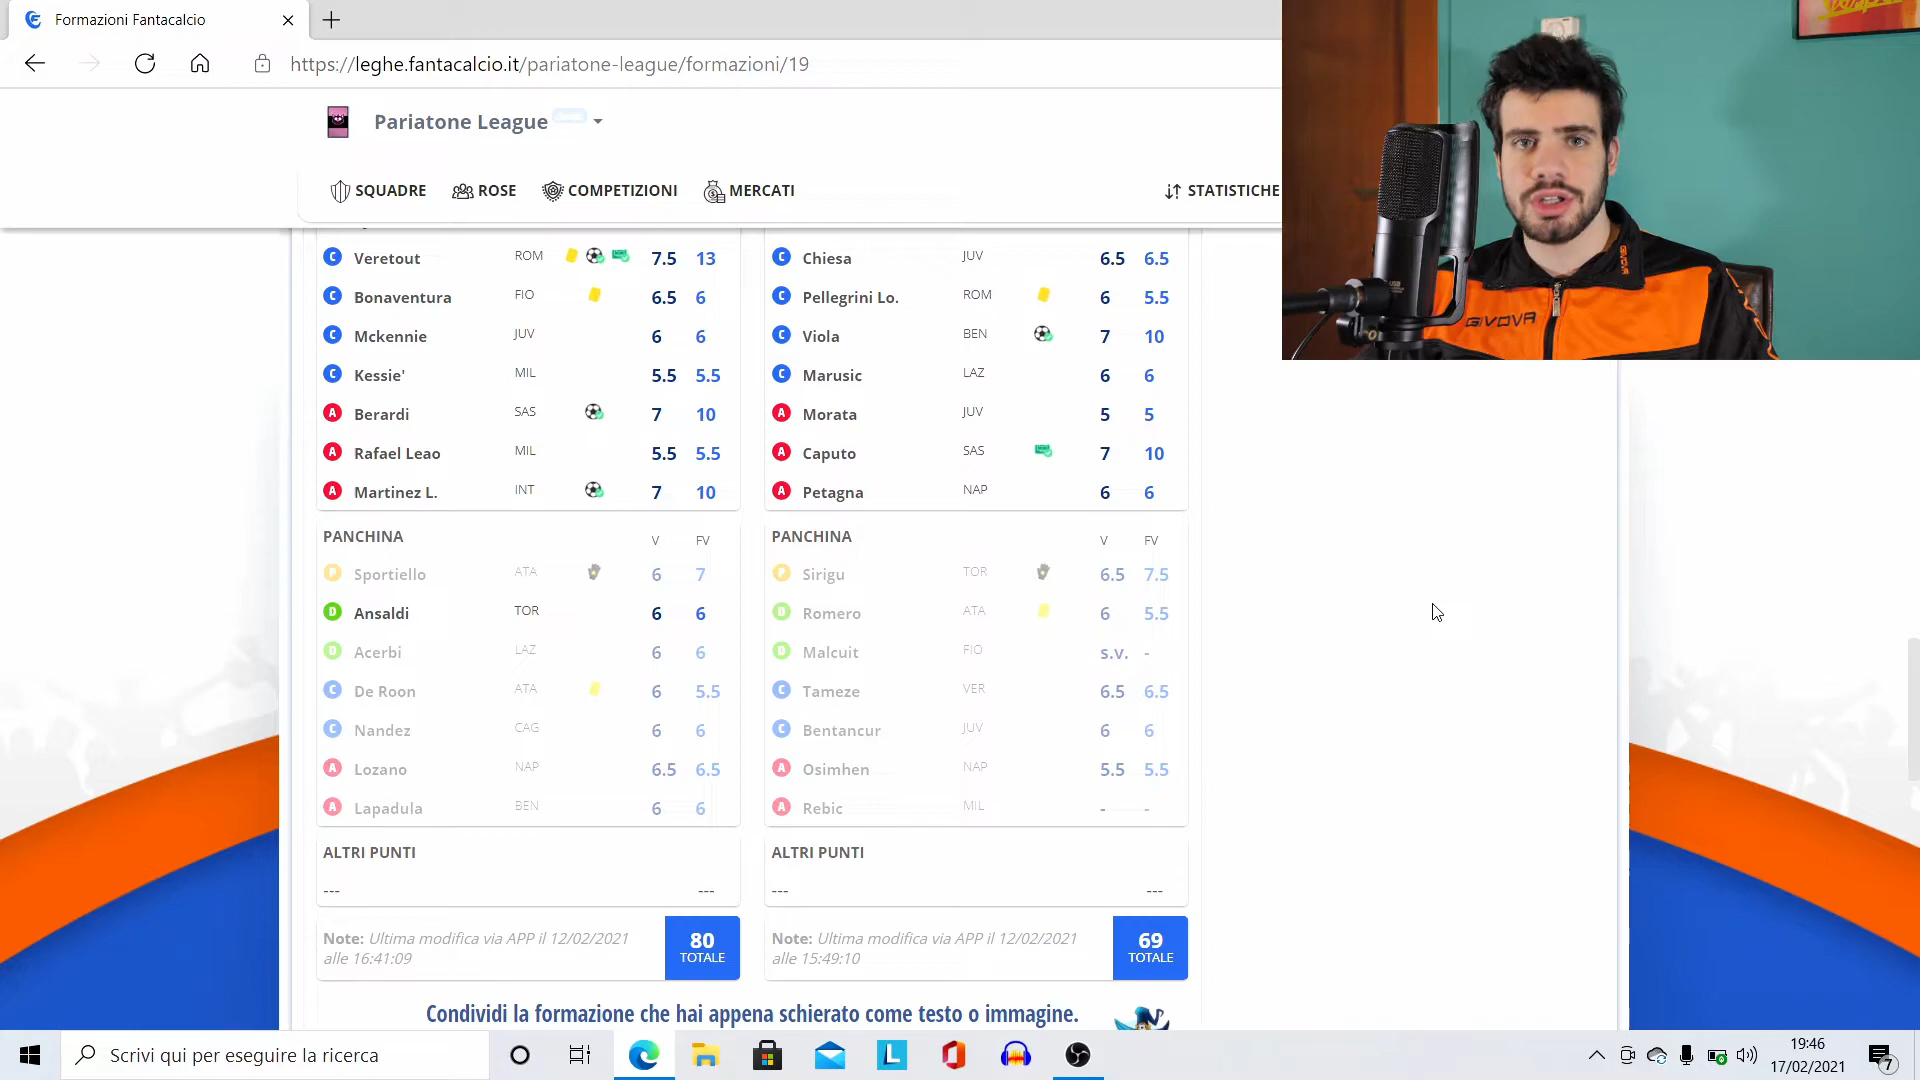 Formazioni Fantacalcio
https://leghe.fantacalcio.it/pariatone-league/formazioni/19
Pariatone League
SQUADRE ROSE COMPETIZIONI MERCATI STATISTICHE
C Veretout ROM 7.5 13
C Bonaventura FIO 6.5 6
C Mckennie JUV 6 6
C Kessie' MIL 5.5 5.5
A Berardi SAS 7 10
A Rafael Leao MIL 5.5 5.5
A Martinez L. INT 7 10
PANCHINA V FV
P Sportiello ATA 6 7
D Ansaldi TOR 6 6
D Acerbi LAZ 6 6
C De Roon ATA 6 5.5
C Nandez CAG 6 6
A Lozano NAP 6.5 6.5
A Lapadula BEN 6 6
ALTRI PUNTI
--- ---
Note: Ultima modifica via APP il 12/02/2021
alle 16:41:09
80
TOTALE
C Chiesa JUV 6.5 6.5
C Pellegrini Lo. ROM 6 5.5
C Viola BEN 7 10
C Marusic LAZ 6 6
A Morata JUV 5 5
A Caputo SAS 7 10
A Petagna NAP 6 6
PANCHINA V FV
P Sirigu TOR 6.5 7.5
D Romero ATA 6 5.5
D Malcuit FIO s.v. -
C Tameze VER 6.5 6.5
C Bentancur JUV 6 6
A Osimhen NAP 5.5 5.5
A Rebic MIL - -
ALTRI PUNTI
--- ---
Note: Ultima modifica via APP il 12/02/2021
alle 15:49:10
69
TOTALE
Condividi la formazione che hai appena schierato come testo o immagine.
GIVOVA
Scrivi qui per eseguire la ricerca
L
19:46
17/02/2021
7